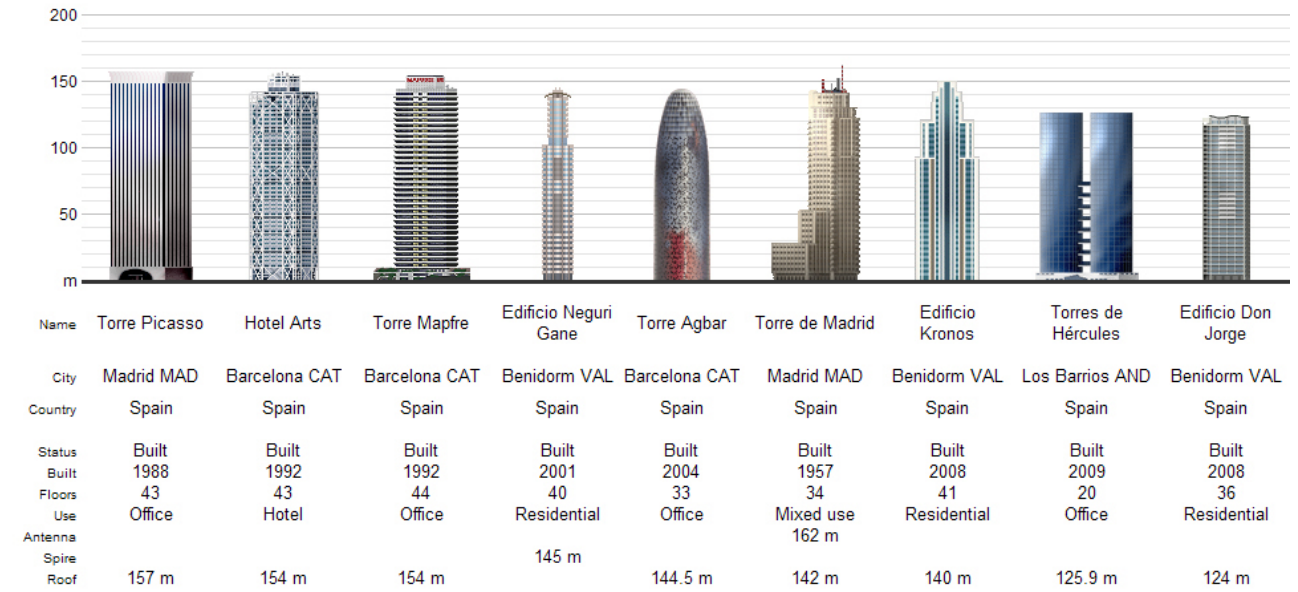 200
150
100
50
m
Name Torre Picasso Hotel Arts Torre Mapfre Edificio Neguri Gane Torre Agbar Torre de Madrid Edificio Kronos Torres de Hércules Edificio Don Jorge
City Madrid MAD Barcelona CAT Barcelona CAT Benidorm VAL Barcelona CAT Madrid MAD Benidorm VAL Los Barrios AND Benidorm VAL
Country Spain Spain Spain Spain Spain Spain Spain Spain Spain
Status Built Built Built Built Built Built Built Built Built
Built 1988 1992 1992 2001 2004 1957 2008 2009 2008
Floors 43 43 44 40 33 34 41 20 36
Use Office Hotel Office Residential Office Mixed use Residential Office Residential
Antenna 162 m
Spire 145 m
Roof 157 m 154 m 154 m 144.5 m 142 m 140 m 125.9 m 124 m